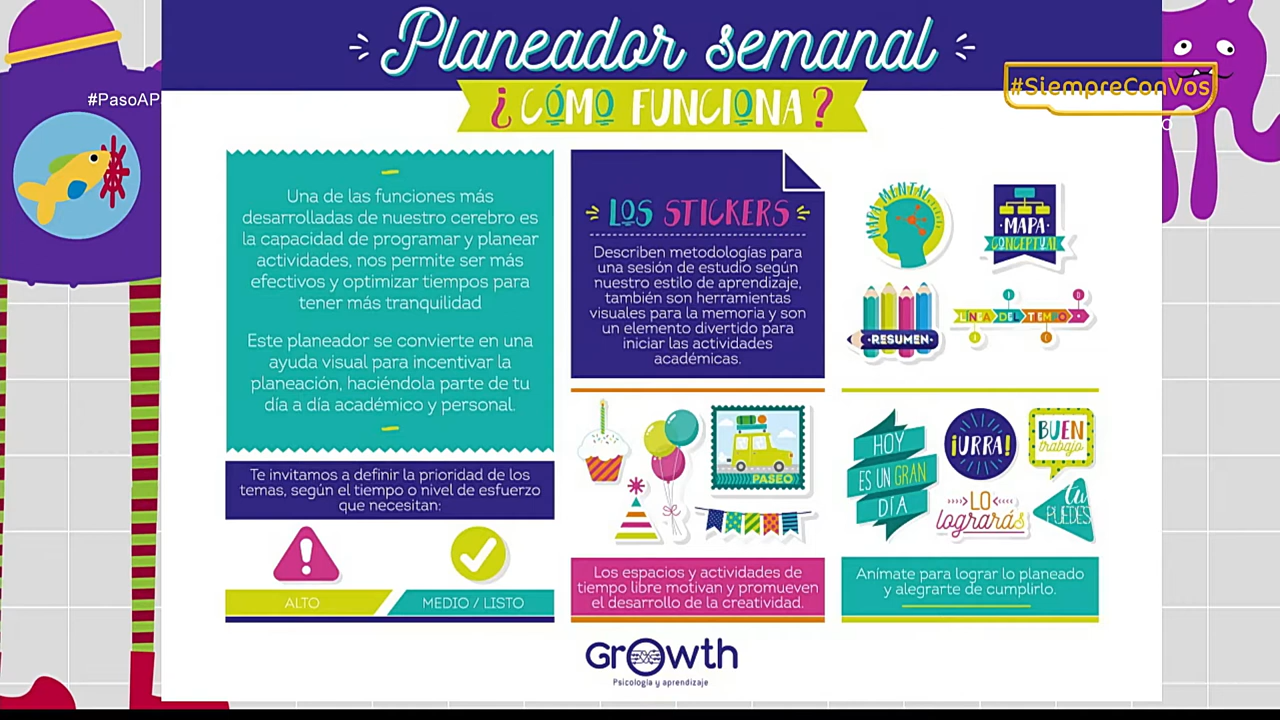 Planeador semanal
¿CÓMO FUNCIONA?
#SiempreConVos
#PasoAP
Una de las funciones más
desarrolladas de nuestro cerebro es
la capacidad de programar y planear
actividades, nos permite ser más
efectivos y optimizar tiempos para
tener más tranquilidad
Este planeador se convierte en una
ayuda visual para incentivar la
planeación, haciéndola parte de tu
día a día académico y personal.
Te invitamos a definir la prioridad de los
temas, según el tiempo o nivel de esfuerzo
que necesitan:
ALTO
MEDIO / LISTO
LOS STICKERS
Describen metodologías para
una sesión de estudio según
nuestro estilo de aprendizaje,
también son herramientas
visuales para la memoria y son
un elemento divertido para
iniciar las actividades
académicas.
MAPA MENTAL
MAPA
CONCEPTUAL
RESUMEN
LÍNEA DEL TIEMPO
PASEO
Los espacios y actividades de
tiempo libre motivan y promueven
el desarrollo de la creatividad.
HOY
ES UN GRAN
DÍA
¡URRA!
BUEN
trabajo
LO
lograrás
tu
PUEDES
Anímate para lograr lo planeado
y alegrarte de cumplirlo.
Growth
Psicología y aprendizaje